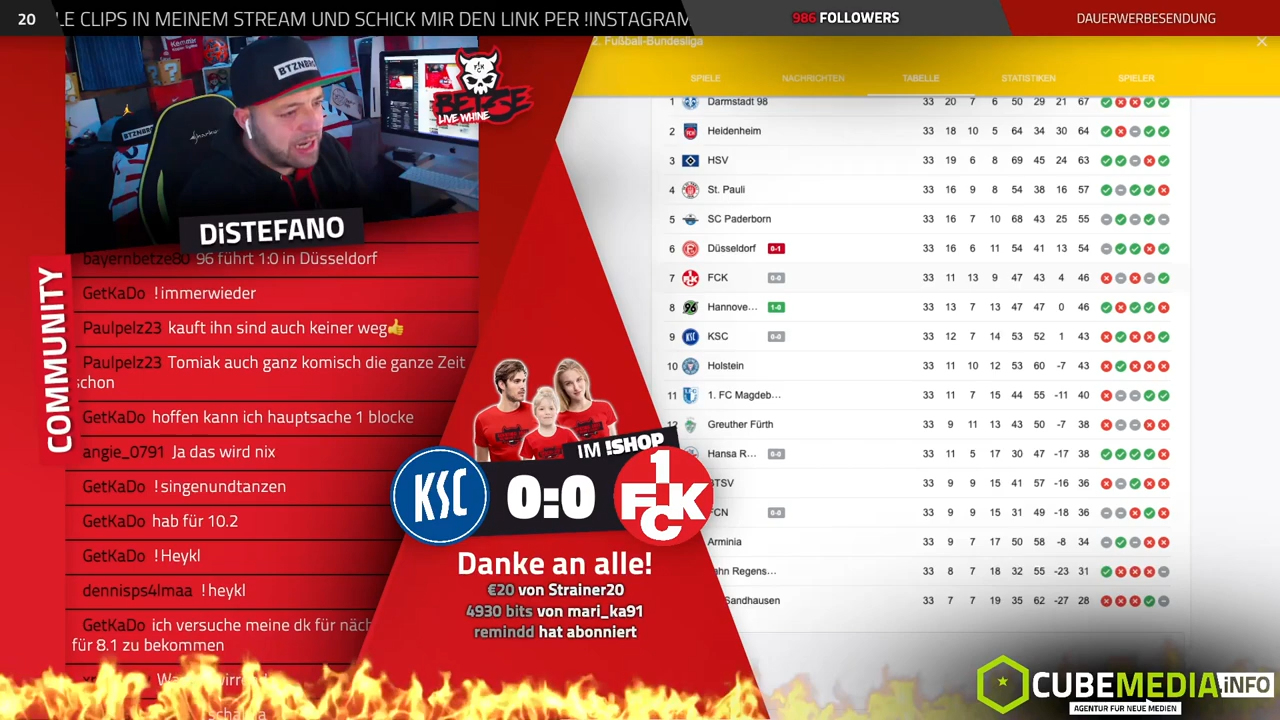 20
LE CLIPS IN MEINEM STREAM UND SCHICK MIR DEN LINK PER !INSTAGRAM
986 FOLLOWERS
DAUERWERBESENDUNG
BTZNBRG
BETZE
LIVE WHINE
DiSTEFANO
COMMUNITY
bayernbetze80 96 führt 1:0 in Düsseldorf
GetKaDo !immerwieder
Paulpelz23 kauft ihn sind auch keiner weg👍
Paulpelz23 Tomiak auch ganz komisch die ganze Zeit
schon
GetKaDo hoffen kann ich hauptsache 1 blocke
angie_0791 Ja das wird nix
GetKaDo !singenundtanzen
GetKaDo hab für 10.2
GetKaDo !Heykl
dennisps4lmaa !heykl
GetKaDo ich versuche meine dk für näch
für 8.1 zu bekommen
IM !SHOP
KSC
0:0
1 FCK
Danke an alle!
€20 von Strainer20
4930 bits von mari_ka91
remindd hat abonniert
2. Fußball-Bundesliga
SPIELE NACHRICHTEN TABELLE STATISTIKEN SPIELER
1 Darmstadt 98 33 20 7 6 50 29 21 67
2 Heidenheim 33 18 10 5 64 34 30 64
3 HSV 33 19 6 8 69 45 24 63
4 St. Pauli 33 16 9 8 54 38 16 57
5 SC Paderborn 33 16 7 10 68 43 25 55
6 Düsseldorf 0-1 33 16 6 11 54 41 13 54
7 FCK 0-0 33 11 13 9 47 43 4 46
8 Hannove... 1-0 33 13 7 13 47 47 0 46
9 KSC 0-0 33 12 7 14 53 52 1 43
10 Holstein 33 11 10 12 53 60 -7 43
11 1. FC Magdeb... 33 11 7 15 44 55 -11 40
12 Greuther Fürth 33 9 11 13 43 50 -7 38
Hansa R... 0-0 33 11 5 17 30 47 -17 38
TSV 33 9 9 15 41 57 -16 36
FCN 0-0 33 9 9 15 31 49 -18 36
Arminia 33 9 7 17 50 58 -8 34
ahn Regens... 33 8 7 18 32 55 -23 31
Sandhausen 33 7 7 19 35 62 -27 28
CUBEMEDIA.iNFO
AGENTUR FÜR NEUE MEDIEN